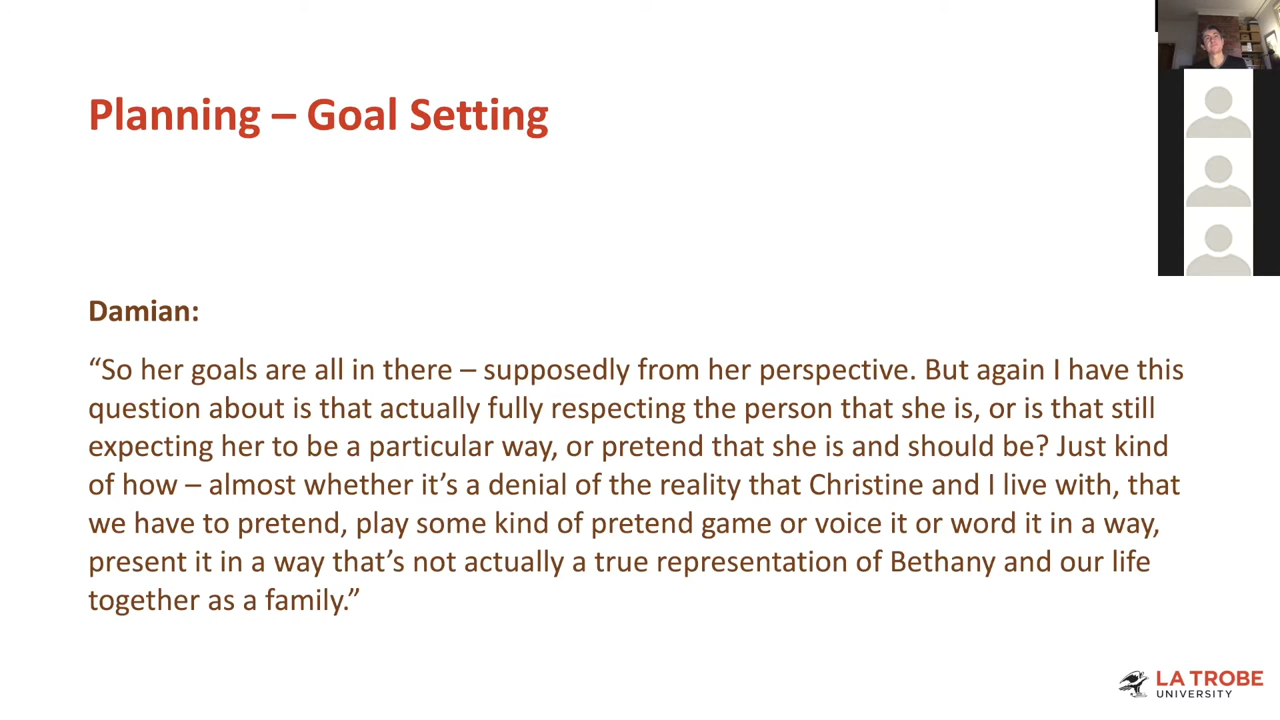 Planning – Goal Setting
Damian:
“So her goals are all in there – supposedly from her perspective. But again I have this
question about is that actually fully respecting the person that she is, or is that still
expecting her to be a particular way, or pretend that she is and should be? Just kind
of how – almost whether it’s a denial of the reality that Christine and I live with, that
we have to pretend, play some kind of pretend game or voice it or word it in a way,
present it in a way that’s not actually a true representation of Bethany and our life
together as a family.”
LA TROBE
UNIVERSITY